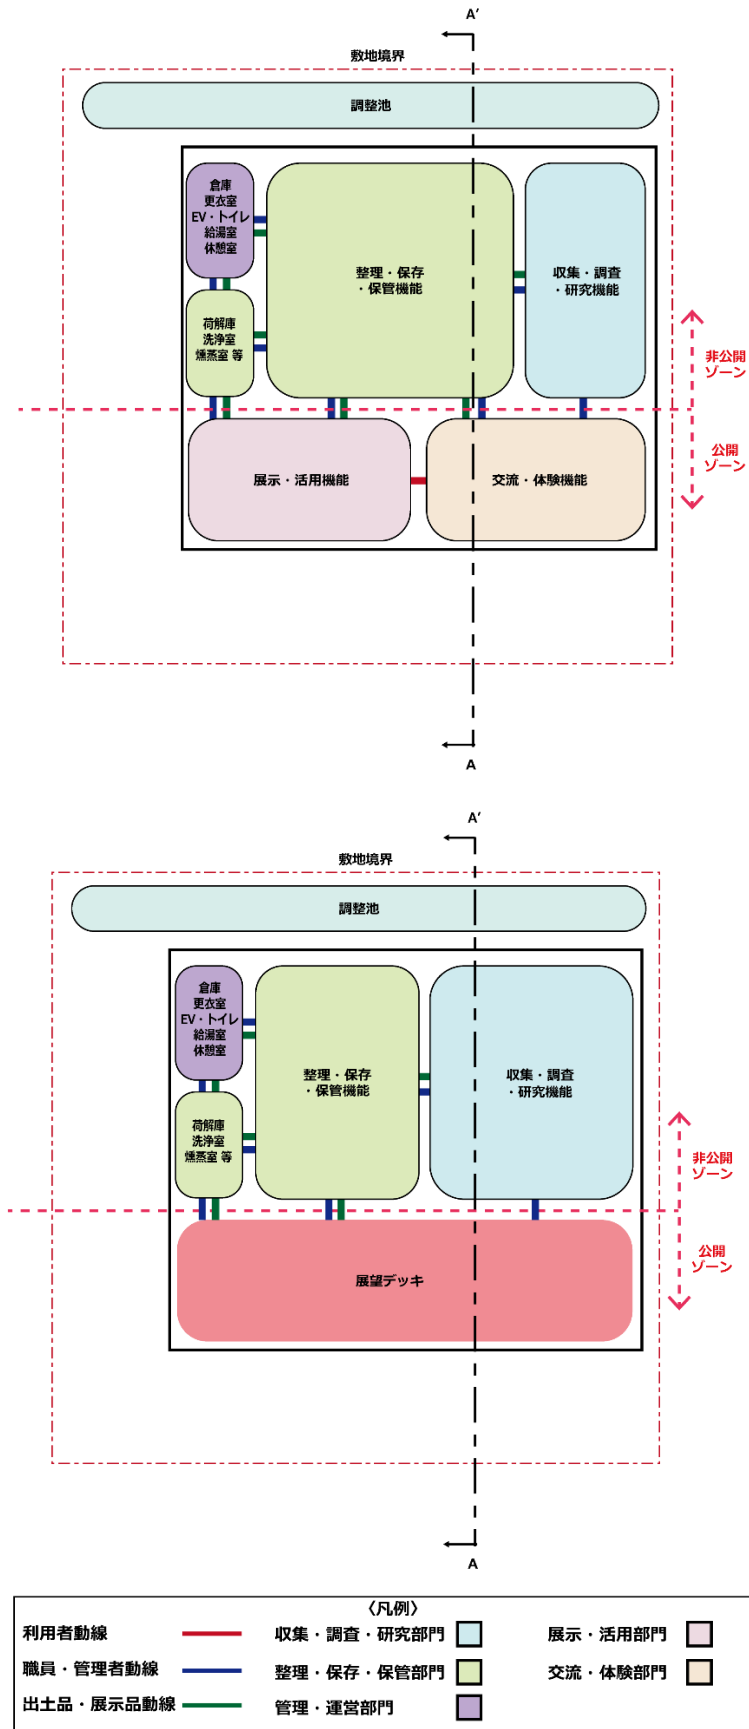 A’
敷地境界
調整池
倉庫
更衣室
EV・トイレ
給湯室
休憩室
整理・保存
・保管機能
収集・調査
・研究機能
荷解庫
洗浄室
燻蒸室 等
非公開
ゾーン
公開
ゾーン
展示・活用機能
交流・体験機能
A
A’
敷地境界
調整池
倉庫
更衣室
EV・トイレ
給湯室
休憩室
整理・保存
・保管機能
収集・調査
・研究機能
荷解庫
洗浄室
燻蒸室 等
非公開
ゾーン
公開
ゾーン
展望デッキ
A
〈凡例〉
利用者動線
収集・調査・研究部門
展示・活用部門
職員・管理者動線
整理・保存・保管部門
交流・体験部門
出土品・展示品動線
管理・運営部門